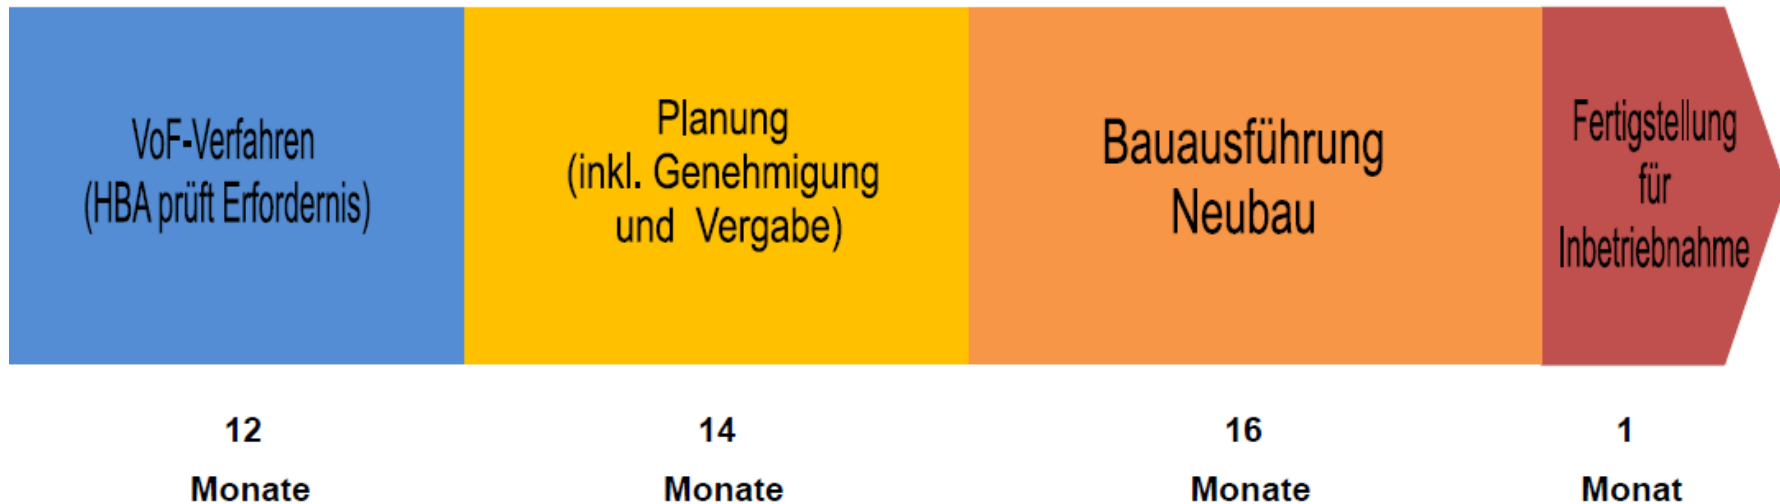 VoF-Verfahren
(HBA prüft Erfordernis)
Planung
(inkl. Genehmigung
und Vergabe)
Bauausführung
Neubau
Fertigstellung
für
Inbetriebnahme
12
Monate
14
Monate
16
Monate
1
Monat